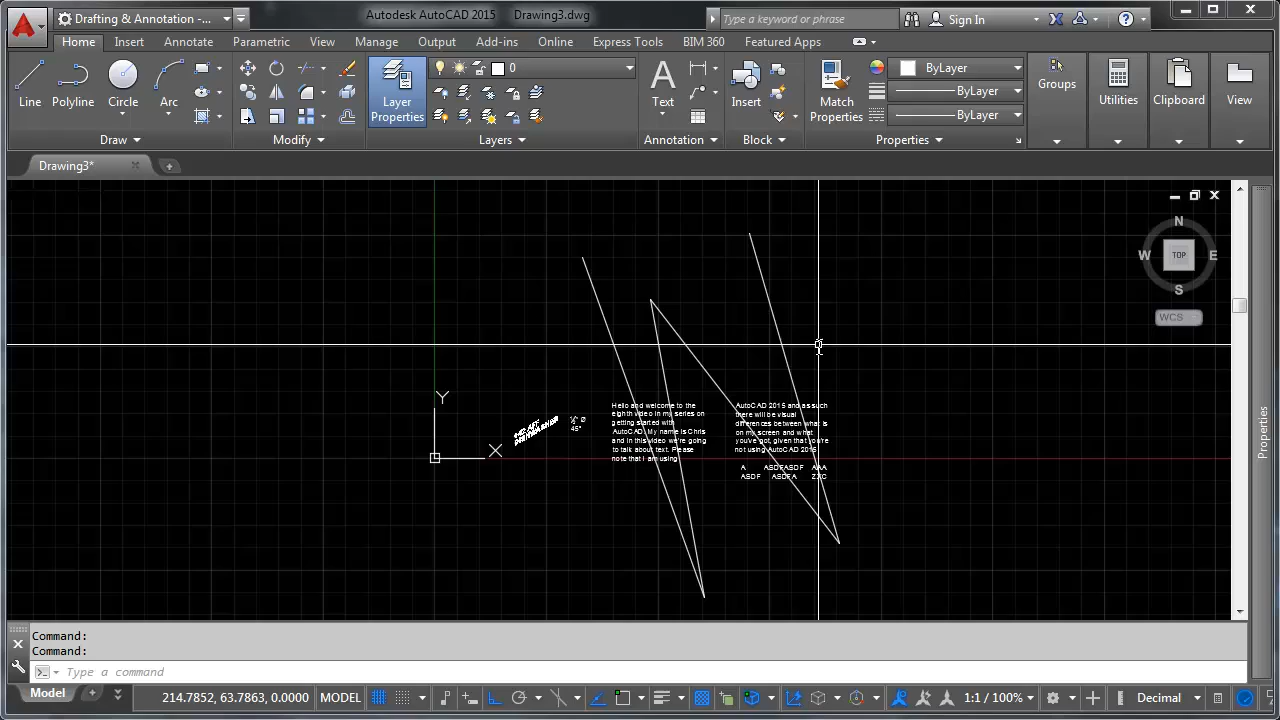 Drafting & Annotation -...
Autodesk AutoCAD 2015 Drawing3.dwg
Type a keyword or phrase
Sign In
Home Insert Annotate Parametric View Manage Output Add-ins Online Express Tools BIM 360 Featured Apps
Line Polyline Circle Arc
Layer Properties
0
Text
Insert
Match Properties
ByLayer
ByLayer
ByLayer
Groups
Utilities
Clipboard
View
Draw Modify Layers Annotation Block Properties
Drawing3*
N
W TOP E
S
WCS
Properties
Y
X
45°
Hello and welcome to the
eighth video in my series on
getting started with
AutoCAD. My name is Chris
and in this video we're going
to talk about text. Please
note that I am using
AutoCAD 2015 and as such
there will be visual
differences between what is
on my screen and what
you've got, given that you're
not using AutoCAD 2015
A ASDFASDF AAA
ASDF ASDFA
Command:
Command:
Type a command
Model
214.7852, 63.7863, 0.0000 MODEL
1:1 / 100%
Decimal